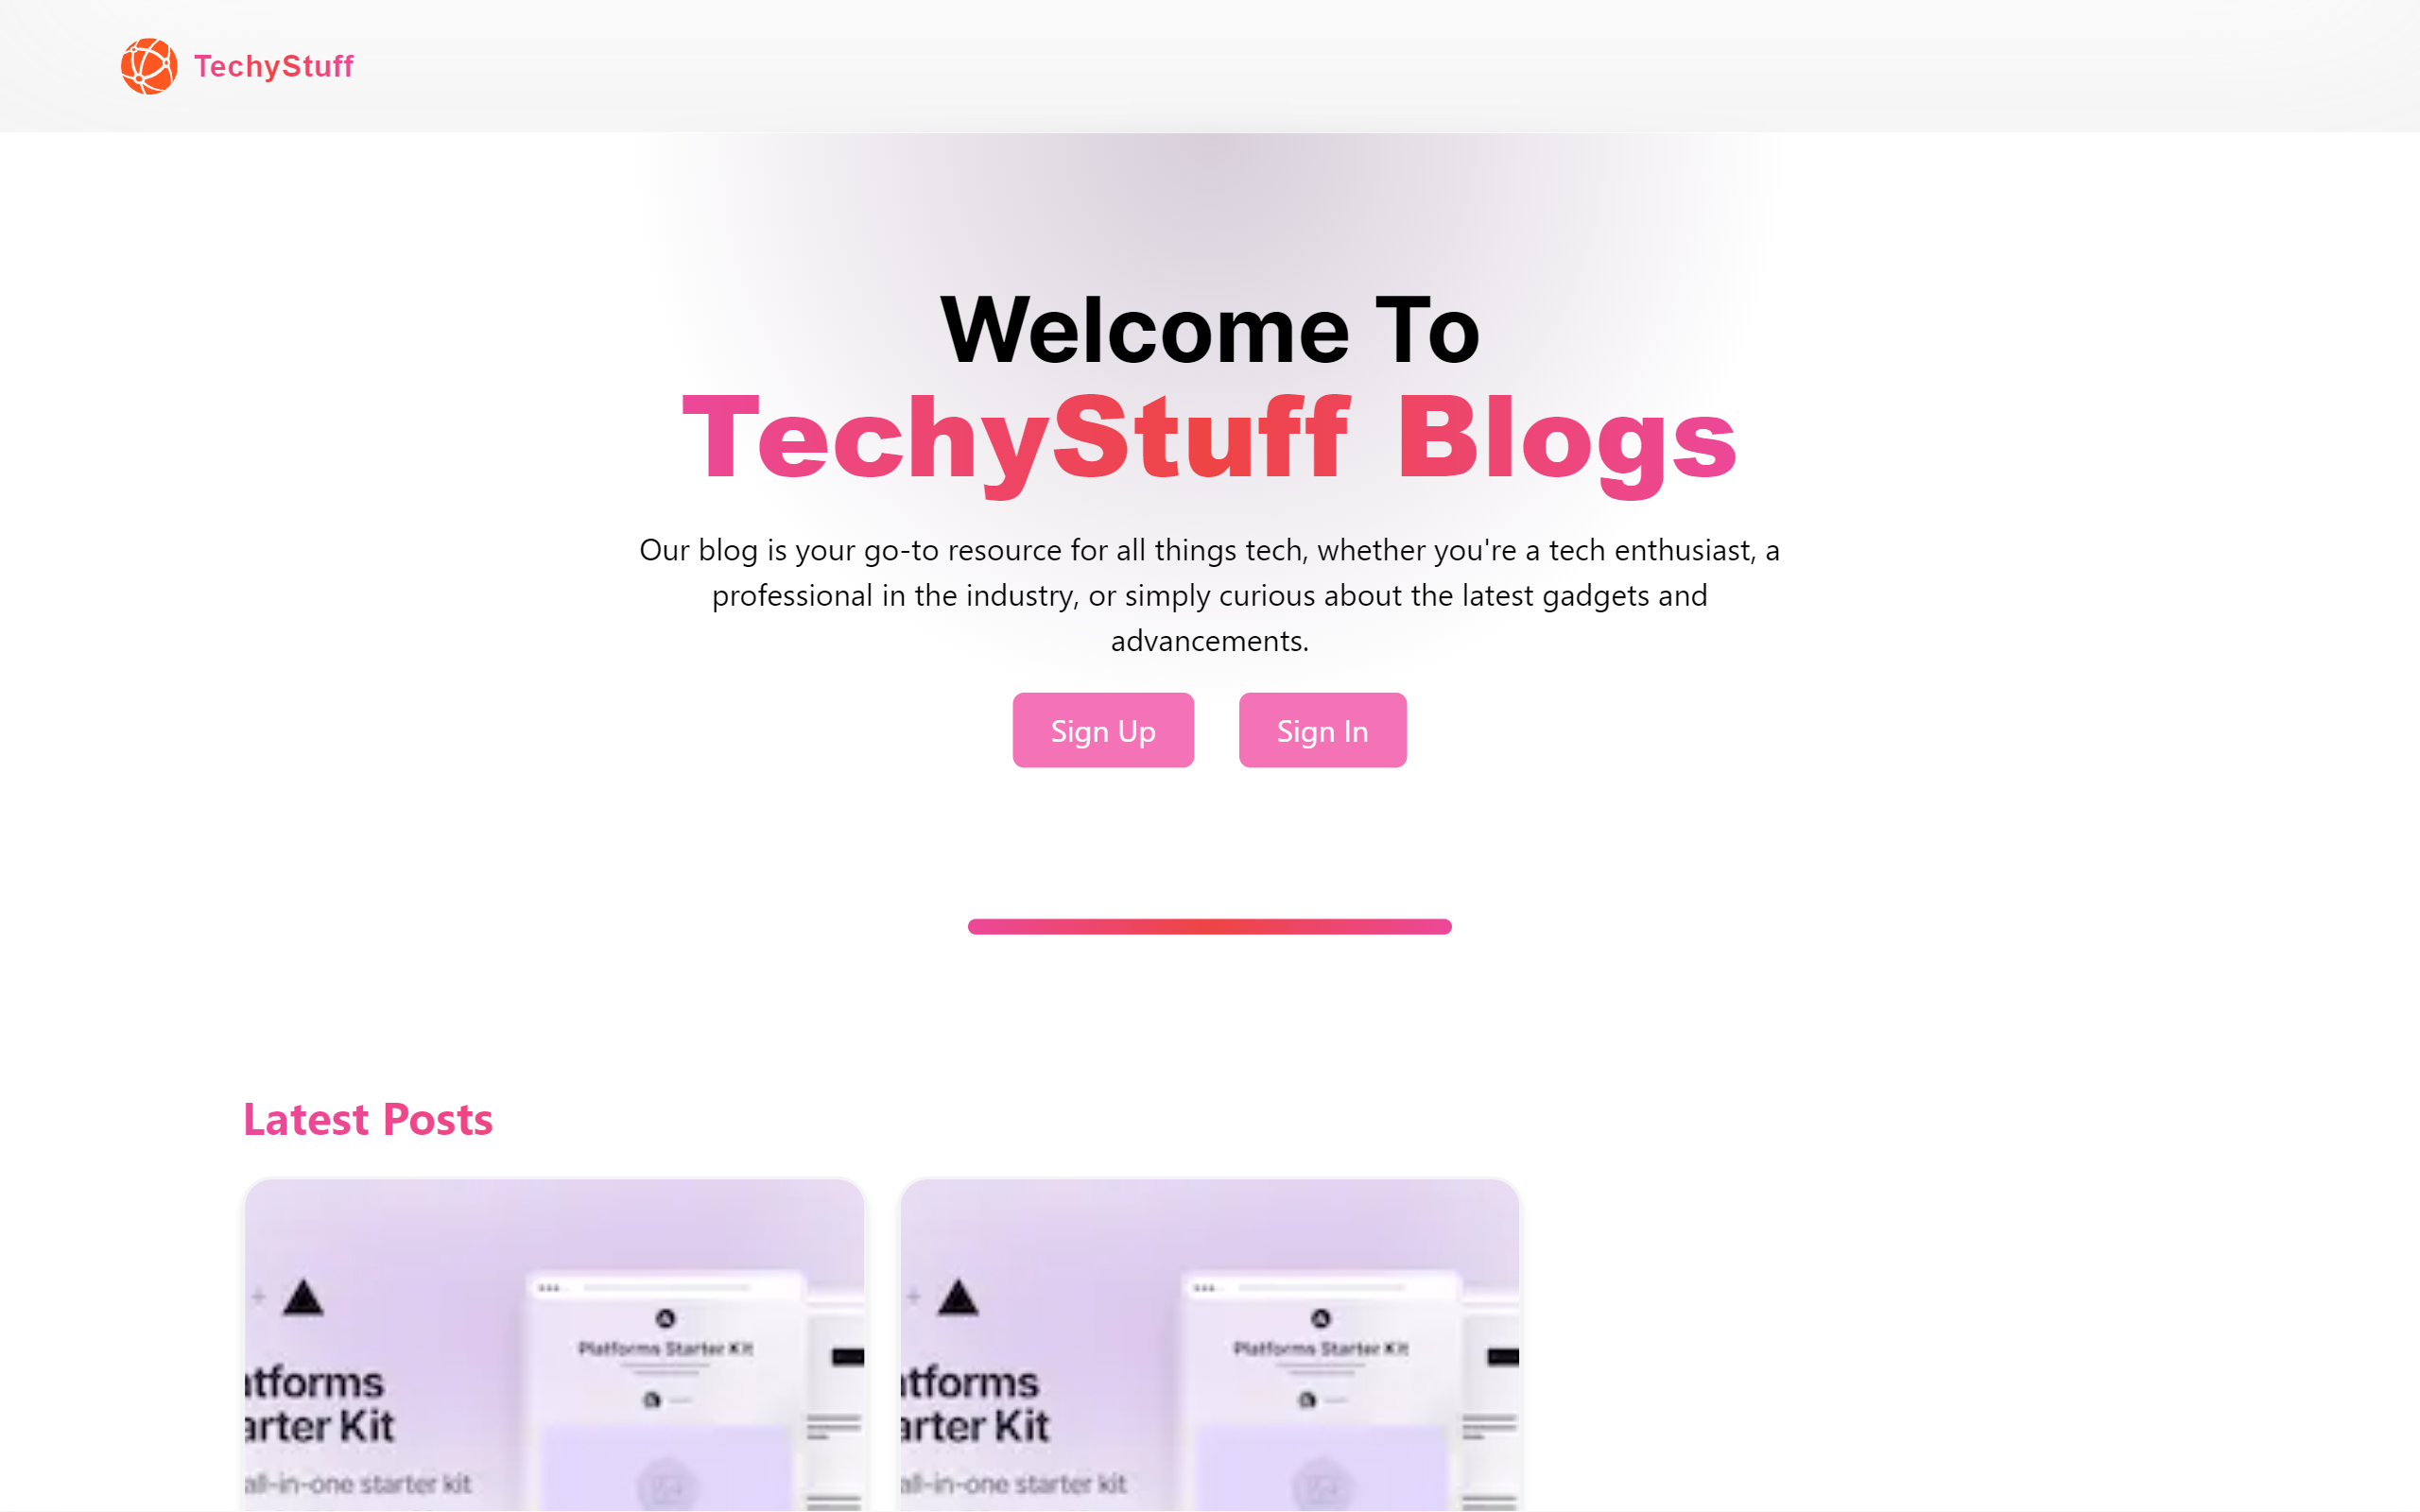 TechyStuff
Welcome To
TechyStuff Blogs
Our blog is your go-to resource for all things tech, whether you're a tech enthusiast, a
professional in the industry, or simply curious about the latest gadgets and
advancements.
Sign Up
Sign In
Latest Posts
atforms
arter Kit
all-in-one starter kit
Platforms Starter Kit
atforms
arter Kit
all-in-one starter kit
Platforms Starter Kit